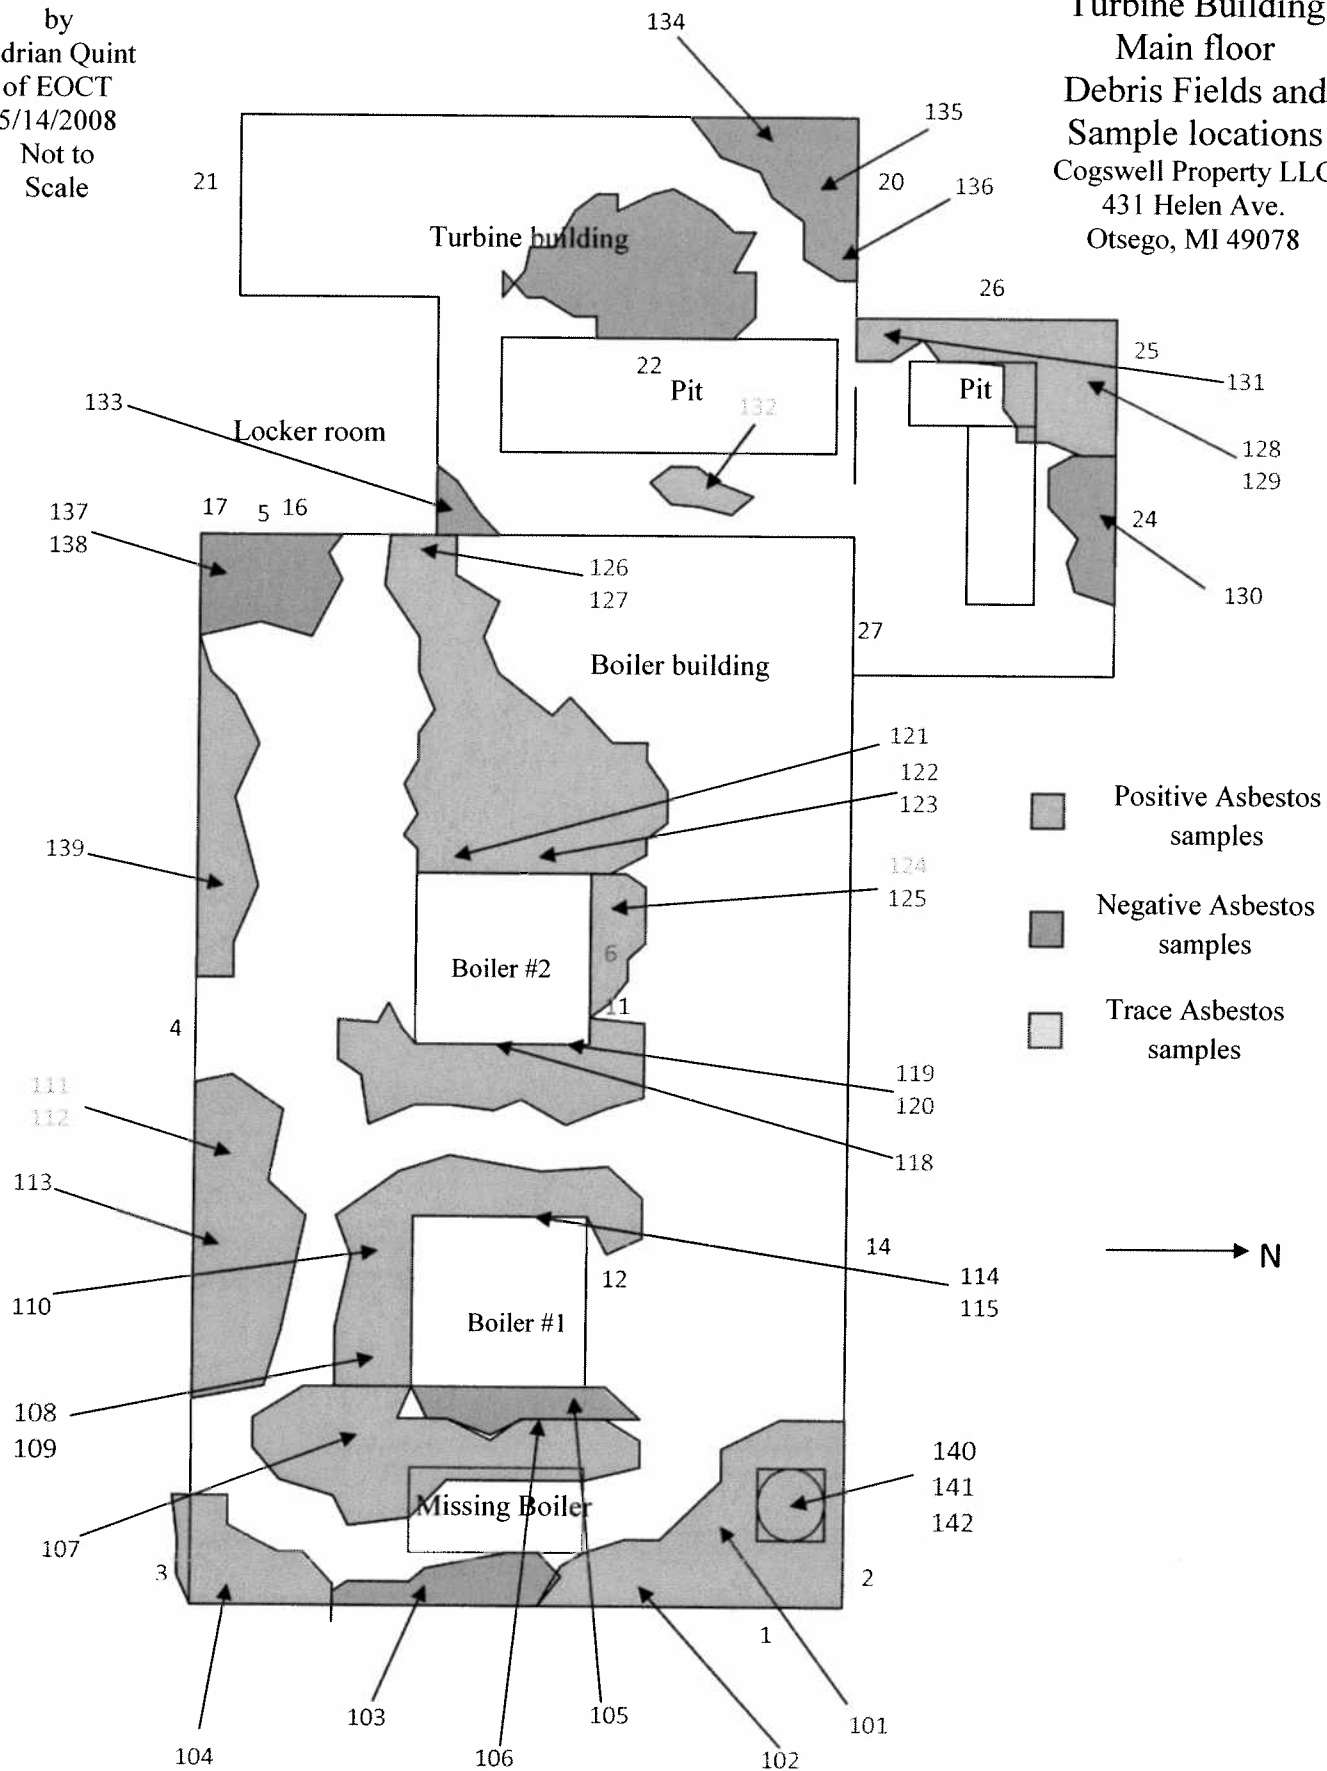 by
drian Quint
of EOCT
5/14/2008
Not to
Scale
Turbine Building
Main floor
Debris Fields and
Sample locations
Cogswell Property LLC
431 Helen Ave.
Otsego, MI 49078
134
135
136
21
20
Turbine building
26
25
22
Pit
Pit
131
132
133
Locker room
128
129
17 5 16
137
138
24
126
127
130
27
Boiler building
121
122
123
Positive Asbestos
samples
139
124
125
Negative Asbestos
samples
6
Boiler #2
11
Trace Asbestos
samples
4
119
120
111
112
118
113
14
N
12
114
115
110
Boiler #1
108
109
140
141
142
Missing Boiler
107
3
2
1
103
105
101
104
106
102